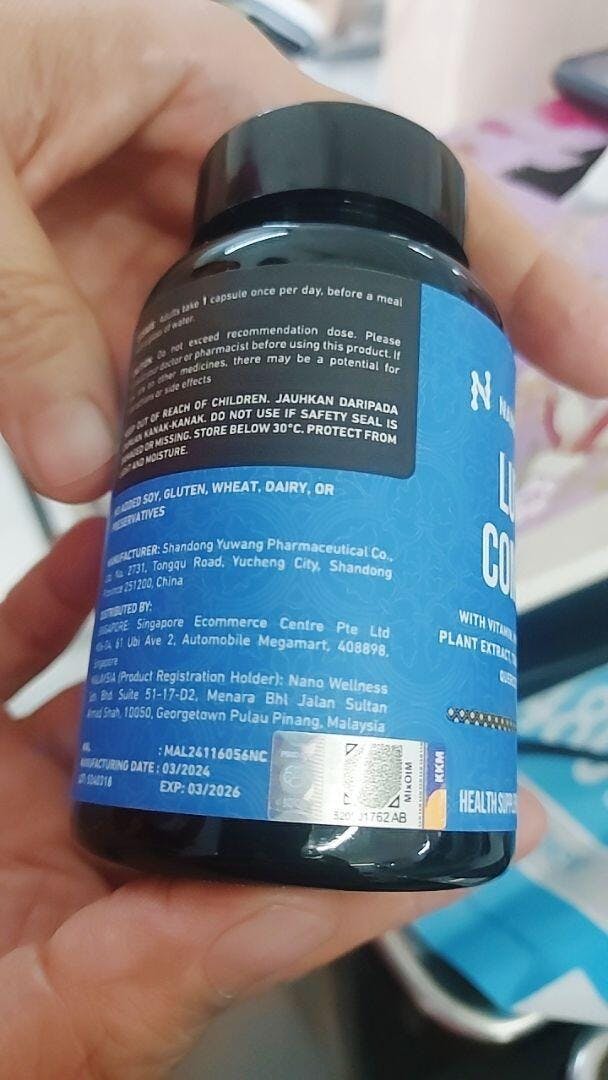 Adults take 1 capsule once per day, before a meal
of water.
Do not exceed recommendation dose. Please
doctor or pharmacist before using this product. If
other medicines, there may be a potential for
or side effects
OUT OF REACH OF CHILDREN. JAUHKAN DARIPADA
KANAK-KANAK. DO NOT USE IF SAFETY SEAL IS
OR MISSING. STORE BELOW 30°C. PROTECT FROM
AND MOISTURE.
ADDED SOY, GLUTEN, WHEAT, DAIRY, OR
PRESERVATIVES
MANUFACTURER: Shandong Yuwang Pharmaceutical Co.,
No. 2731, Tongqu Road, Yucheng City, Shandong
Province 251200, China
DISTRIBUTED BY:
SINGAPORE: Singapore Ecommerce Centre Pte Ltd
61 Ubi Ave 2, Automobile Megamart, 408898,
Singapore
MALAYSIA (Product Registration Holder): Nano Wellness
Sdn Bhd Suite 51-17-D2, Menara Bhl Jalan Sultan
Ahmad Shah, 10050, Georgetown Pulau Pinang, Malaysia
: MAL24116056NC
MANUFACTURING DATE : 03/2024
EXP: 03/2026
MixOtM
KKM
N
WITH VITAMIN
PLANT EXTRACT,
HEALTH